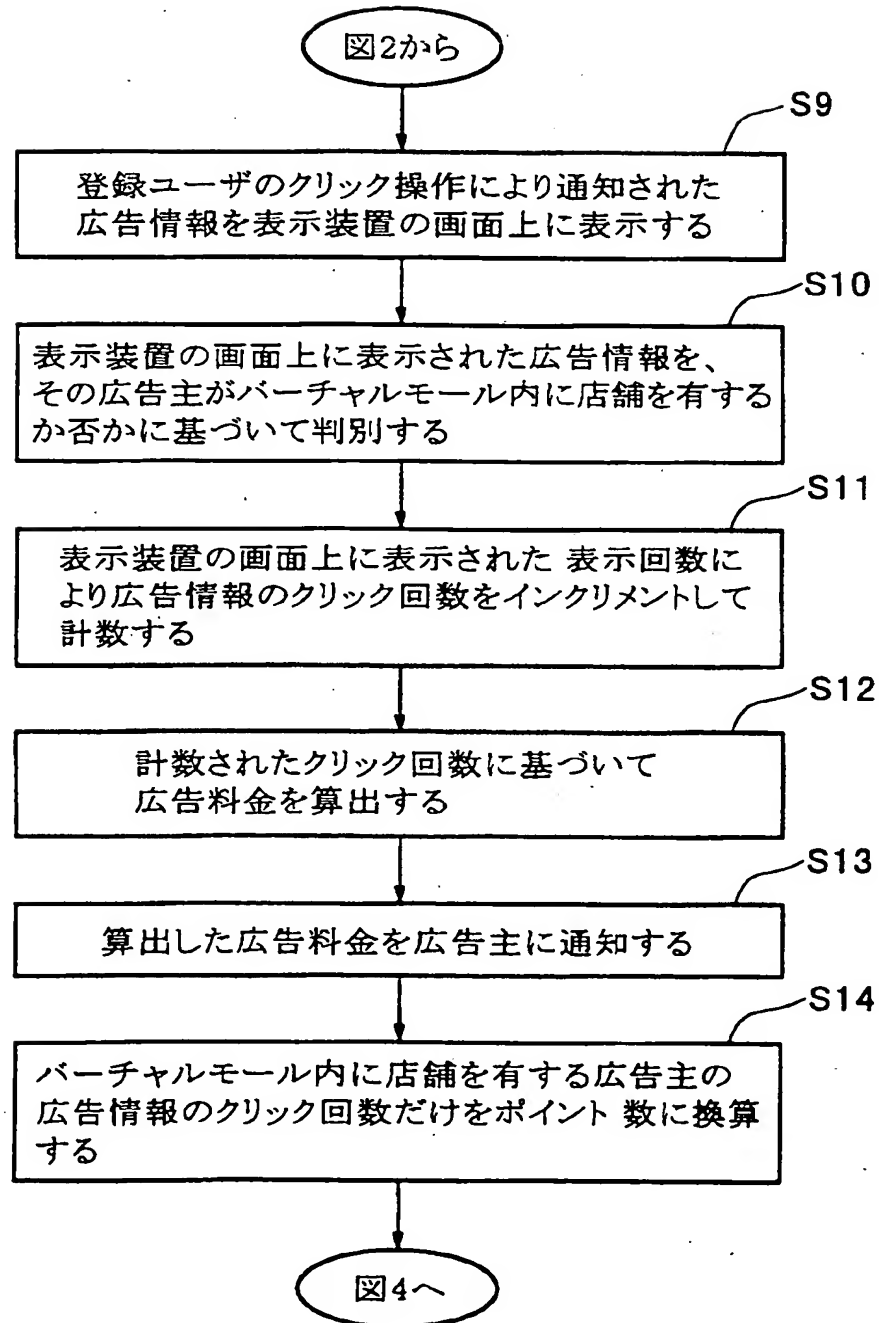 図2から
S9
登録ユーザのクリック操作により通知された
広告情報を表示装置の画面上に表示する
S10
表示装置の画面上に表示された広告情報を、
その広告主がバーチャルモール内に店舗を有する
か否かに基づいて判別する
S11
表示装置の画面上に表示された 表示回数に
より広告情報のクリック回数をインクリメントして
計数する
S12
計数されたクリック回数に基づいて
広告料金を算出する
S13
算出した広告料金を広告主に通知する
S14
バーチャルモール内に店舗を有する広告主の
広告情報のクリック回数だけをポイント 数に換算
する
図4へ